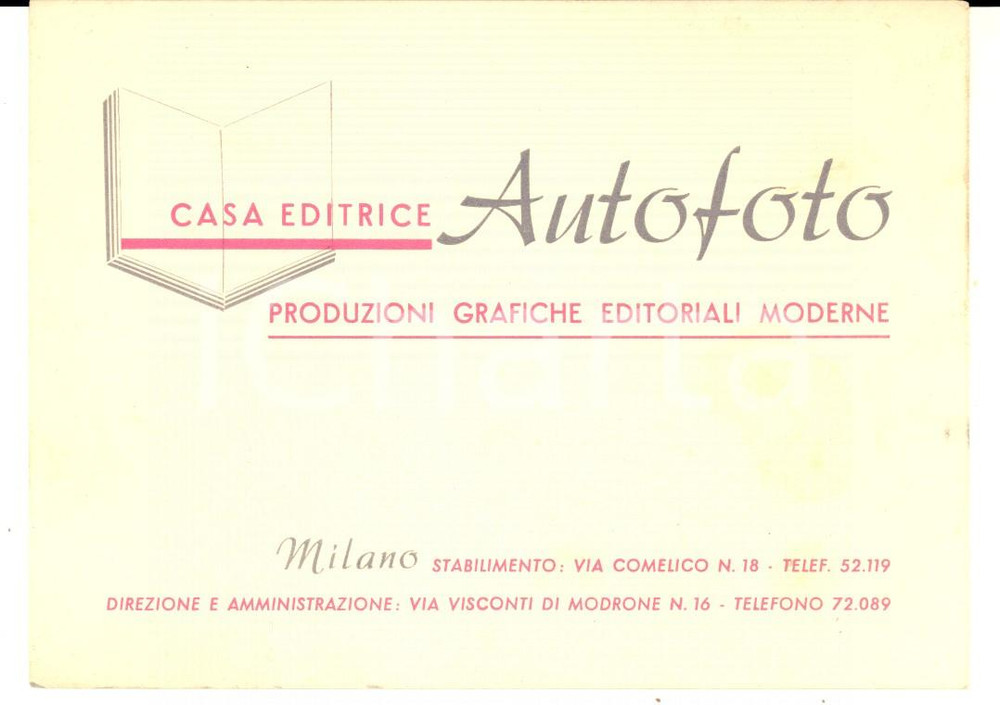 CASA EDITRICE Autofoto
PRODUZIONI GRAFICHE EDITORIALI MODERNE
iCharta
Milano STABILIMENTO: VIA COMELICO N. 18 - TELEF. 52.119
DIREZIONE E AMMINISTRAZIONE: VIA VISCONTI DI MODRONE N. 16 - TELEFONO 72.089